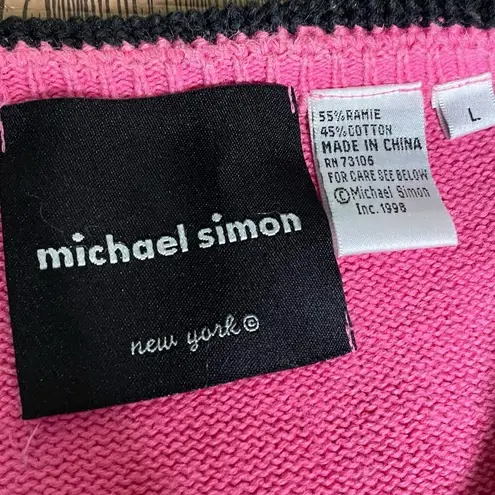 michael simon
new york©
55%RAMIE
45%COTTON
MADE IN CHINA
RN 73106
FOR CARE SEE BELOW
©Michael Simon
Inc. 1998
L